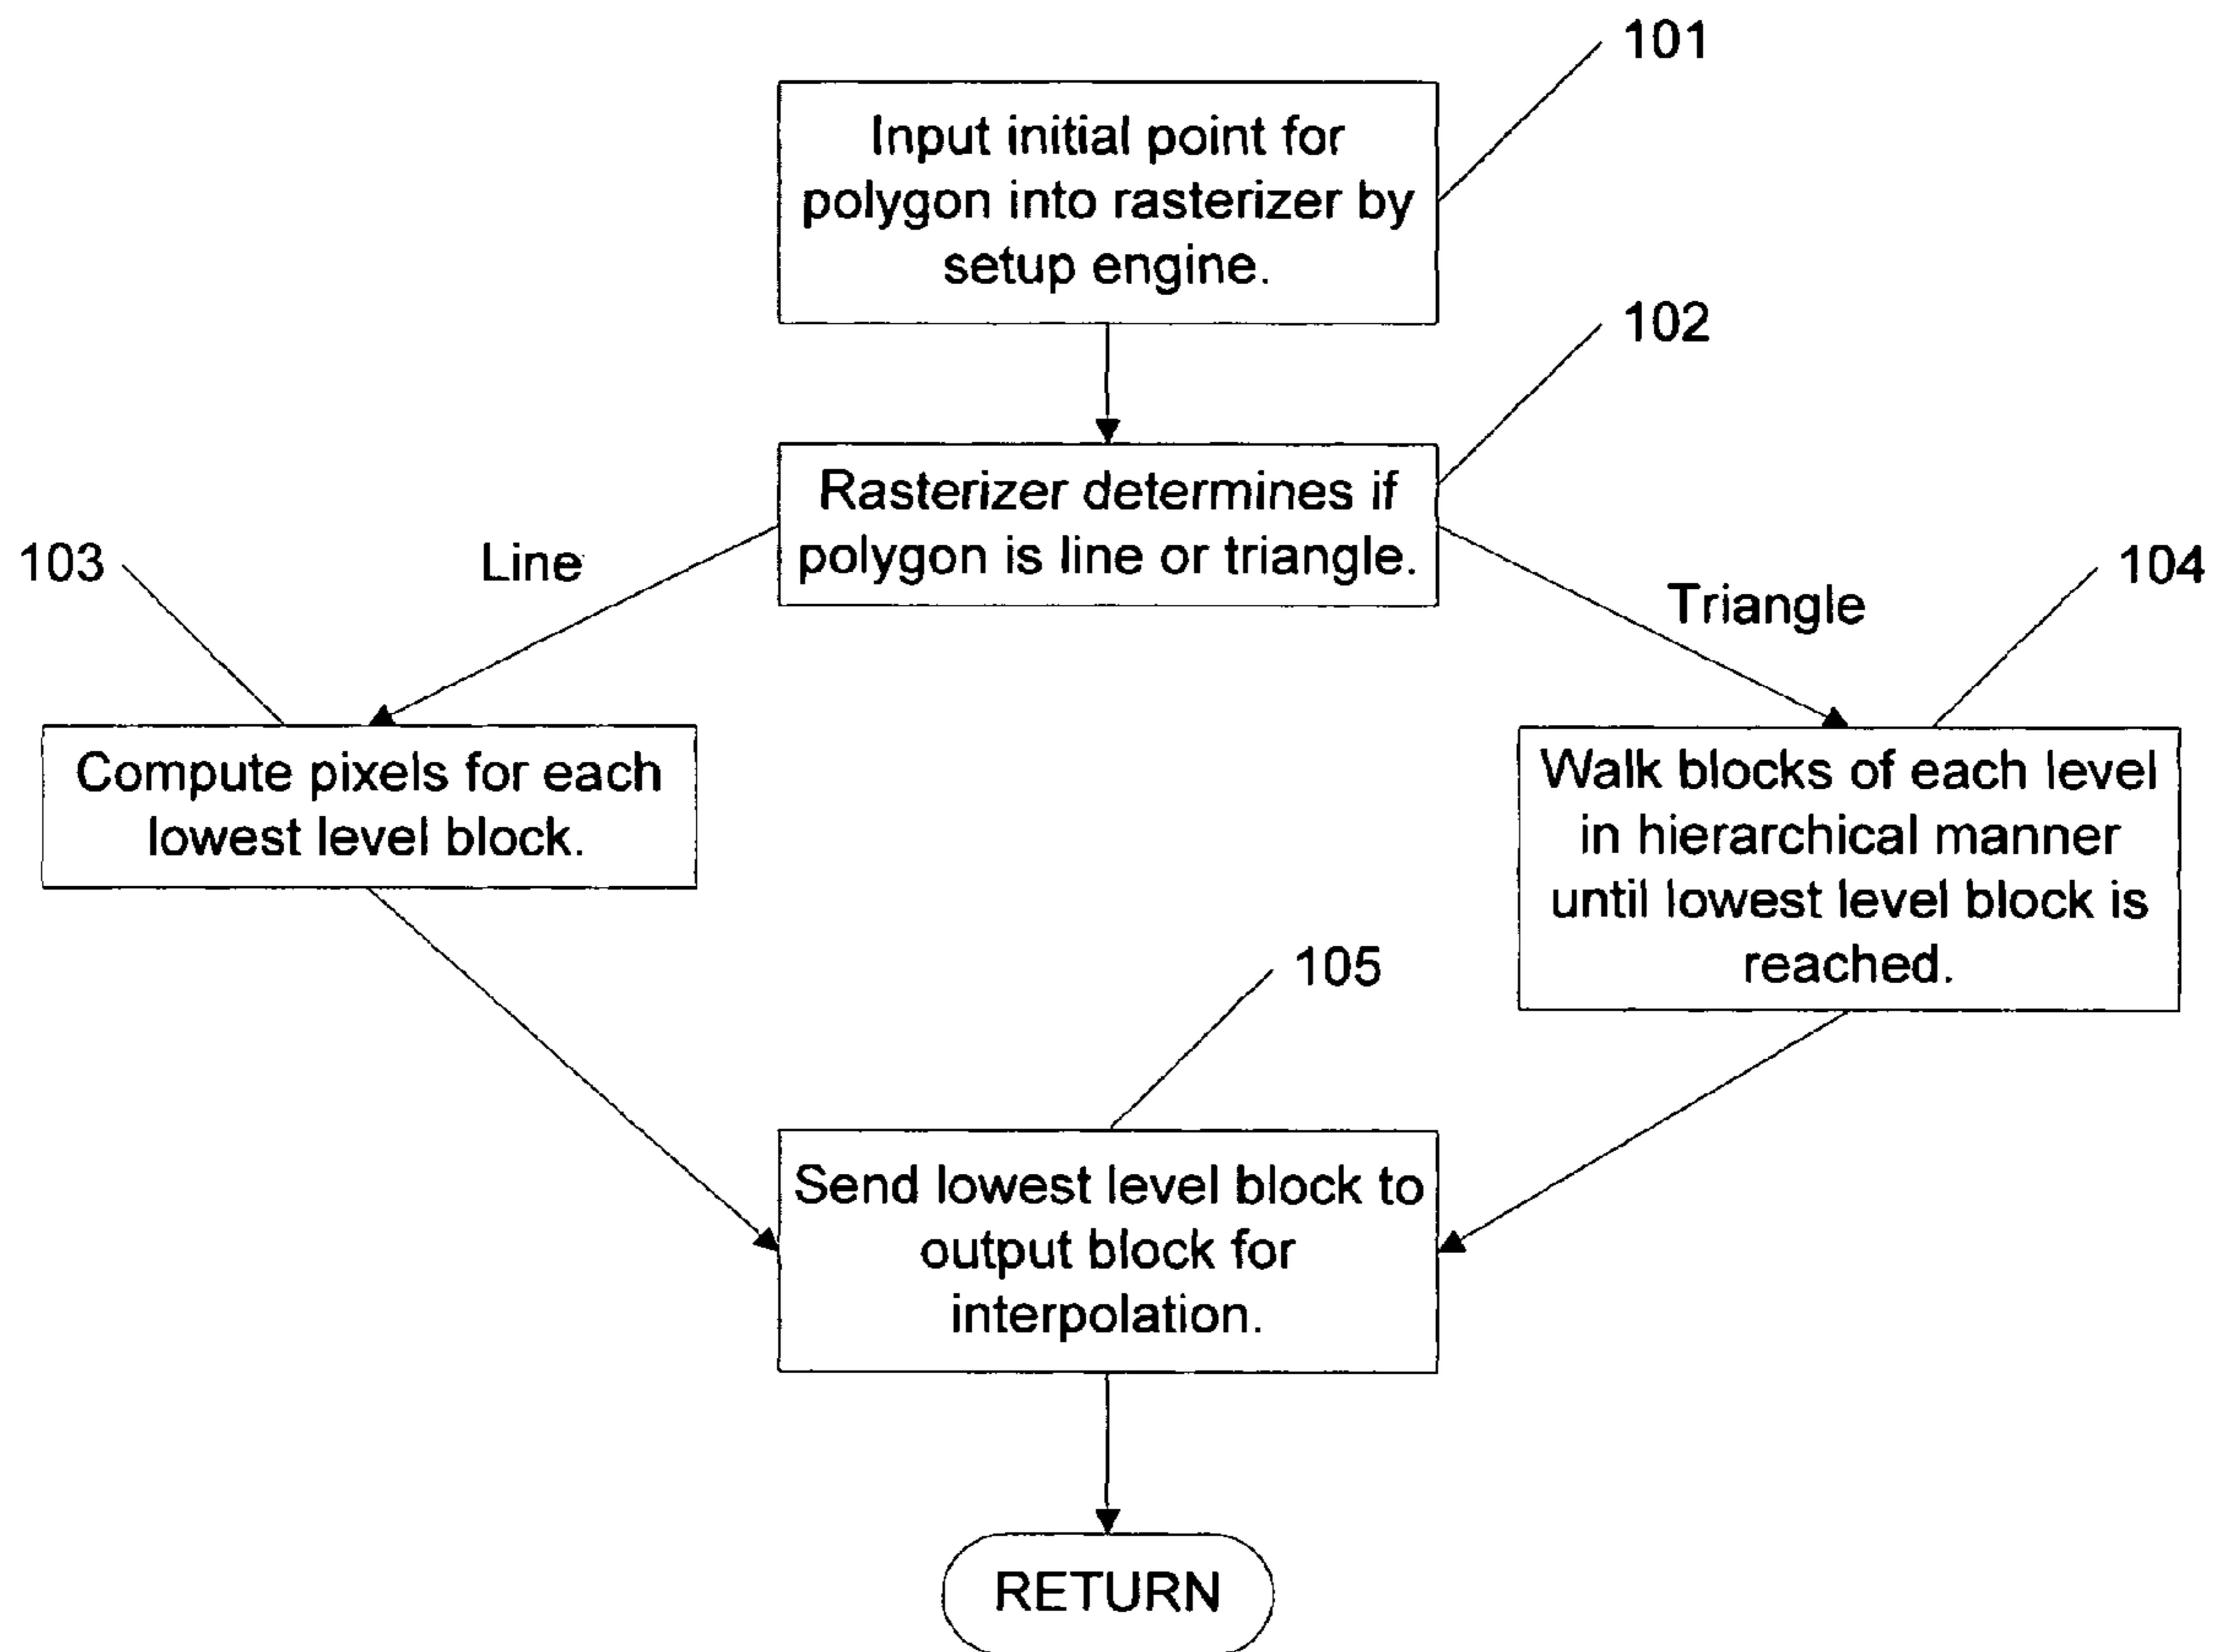 101
Input initial point for
polygon into rasterizer by
setup engine.
102
Rasterizer determines if
polygon is line or triangle.
103
Line
Triangle
104
Compute pixels for each
lowest level block.
Walk blocks of each level
in hierarchical manner
until lowest level block is
reached.
105
Send lowest level block to
output block for
interpolation.
RETURN